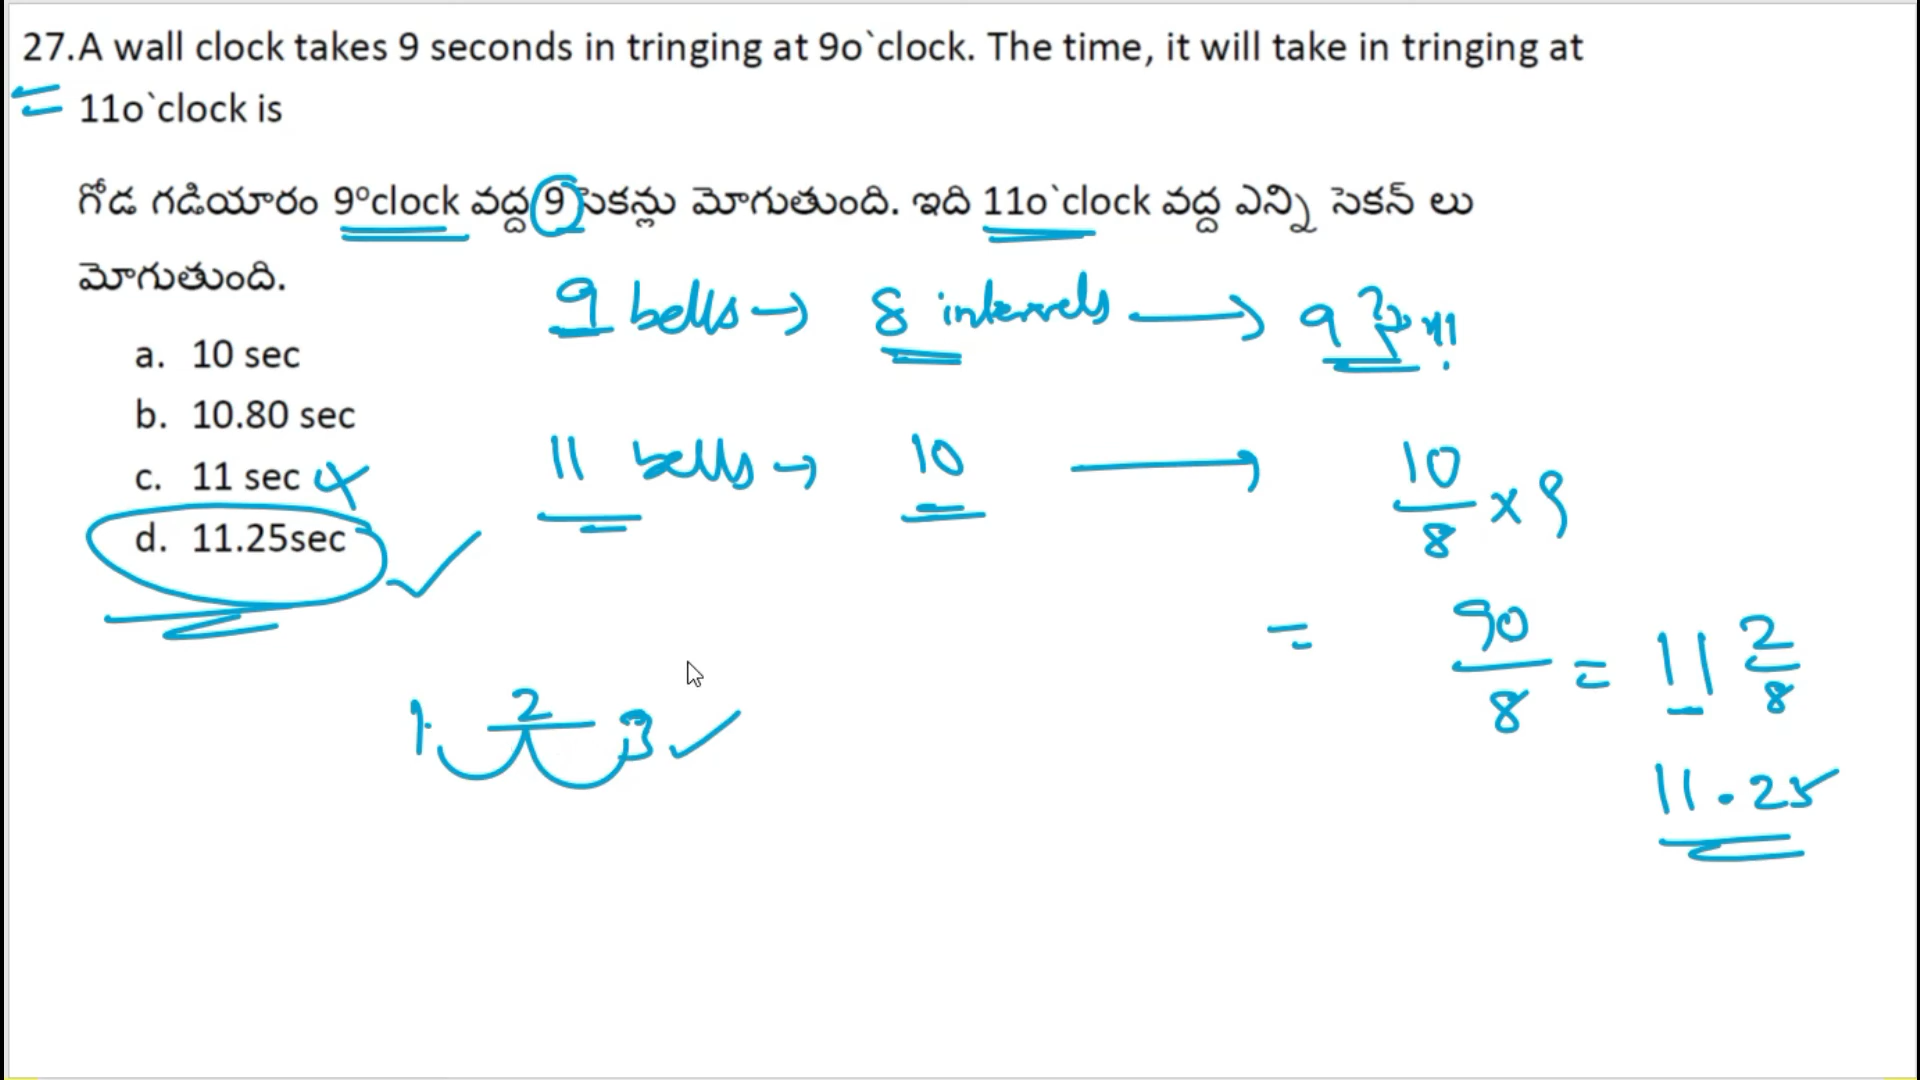 27.A wall clock takes 9 seconds in tringing at 9o`clock. The time, it will take in tringing at
11o`clock is
గోడ గడియారం 9°clock వద్ద 9 సెకన్లు మోగుతుంది. ఇది 11o`clock వద్ద ఎన్ని సెకన్ లు
మోగుతుంది.
9 bells → 8 intervels → 9
a. 10 sec
b. 10.80 sec
c. 11 sec
11 bells → 10 → 10/8 × 9
d. 11.25sec
= 90/8 = 11 2/8
1 2 3
11.25